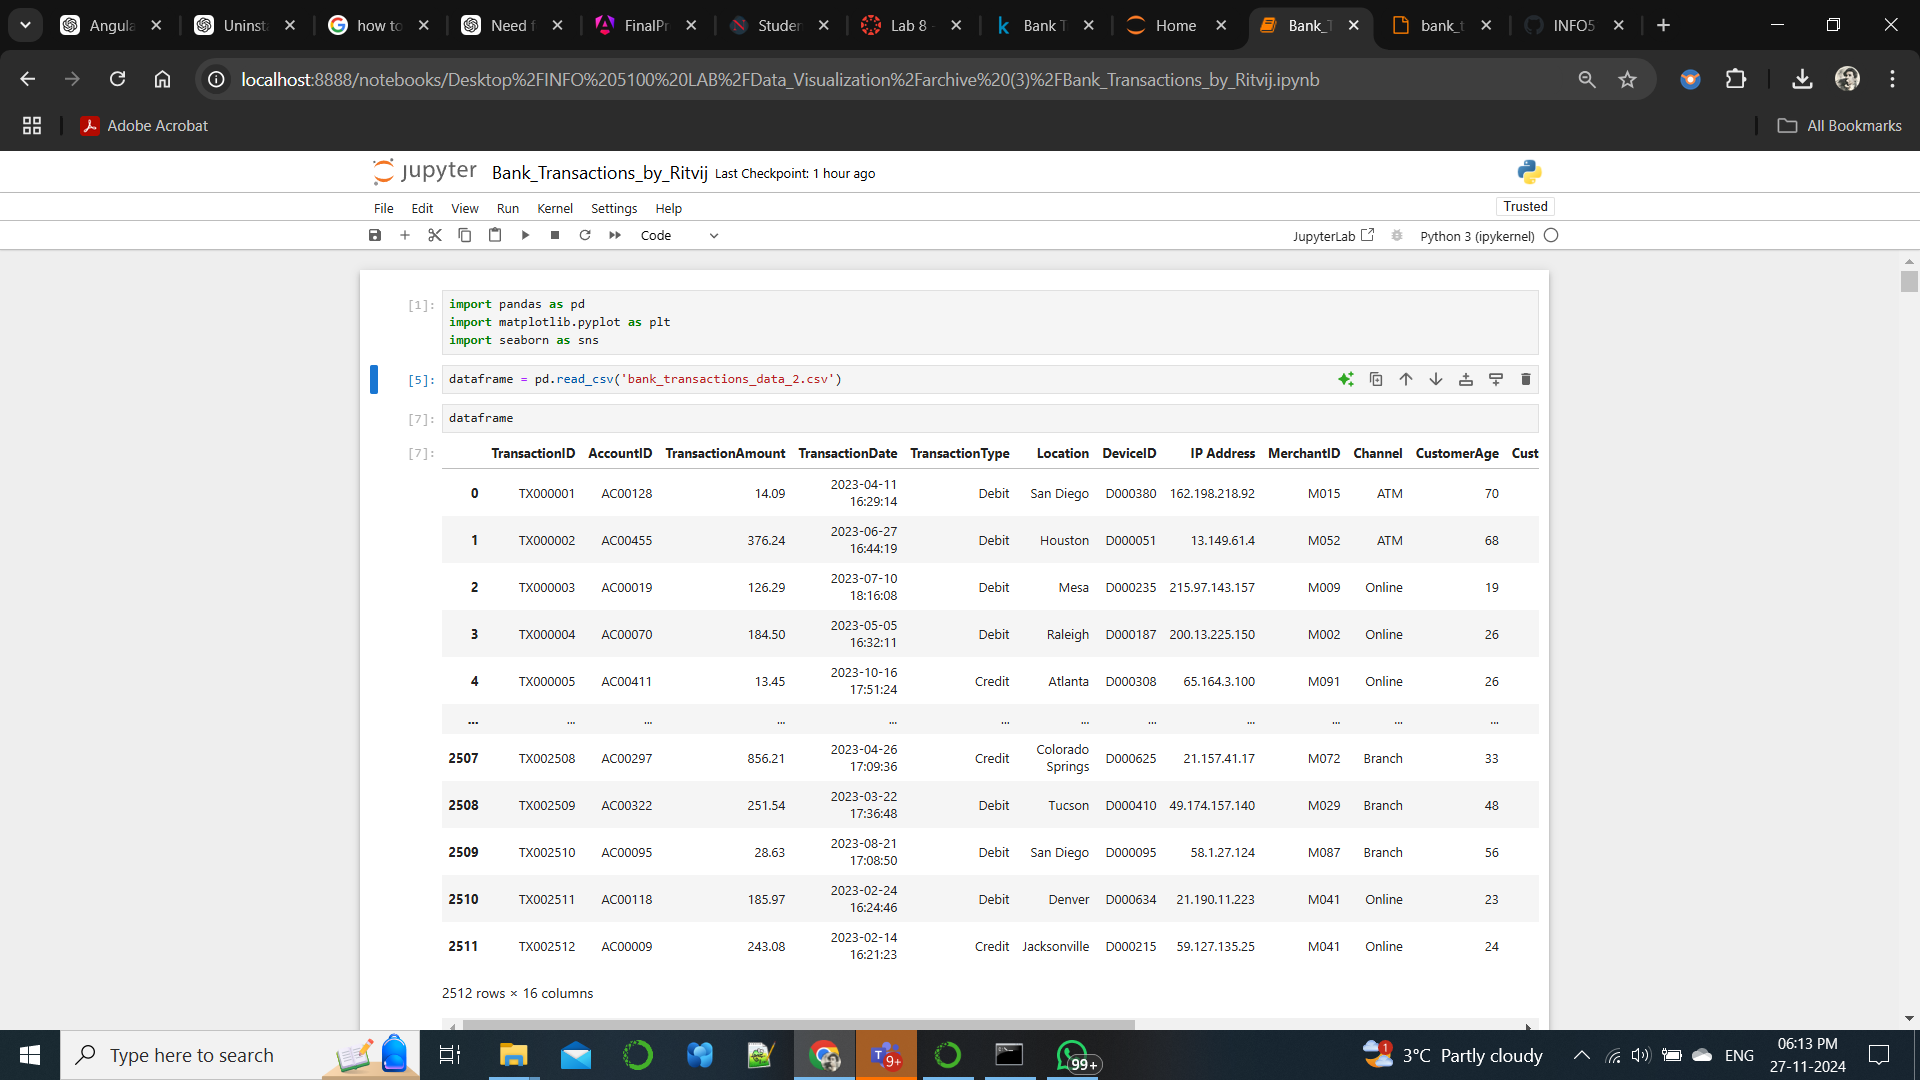 Angula
Uninsta
how to
Need f
FinalPr
Studen
Lab 8 -
Bank T
Home
Bank_T
bank_t
INFO5
localhost:8888/notebooks/Desktop%2FINFO%205100%20LAB%2FData_Visualization%2Farchive%20(3)%2FBank_Transactions_by_Ritvij.ipynb
Adobe Acrobat
All Bookmarks
jupyter Bank_Transactions_by_Ritvij Last Checkpoint: 1 hour ago
File Edit View Run Kernel Settings Help
Trusted
Code
JupyterLab
Python 3 (ipykernel)
[1]: import pandas as pd
import matplotlib.pyplot as plt
import seaborn as sns
[5]: dataframe = pd.read_csv('bank_transactions_data_2.csv')
[7]: dataframe
[7]: TransactionID AccountID TransactionAmount TransactionDate TransactionType Location DeviceID IP Address MerchantID Channel CustomerAge Cust
0 TX000001 AC00128 14.09 2023-04-11 16:29:14 Debit San Diego D000380 162.198.218.92 M015 ATM 70
1 TX000002 AC00455 376.24 2023-06-27 16:44:19 Debit Houston D000051 13.149.61.4 M052 ATM 68
2 TX000003 AC00019 126.29 2023-07-10 18:16:08 Debit Mesa D000235 215.97.143.157 M009 Online 19
3 TX000004 AC00070 184.50 2023-05-05 16:32:11 Debit Raleigh D000187 200.13.225.150 M002 Online 26
4 TX000005 AC00411 13.45 2023-10-16 17:51:24 Credit Atlanta D000308 65.164.3.100 M091 Online 26
... ... ... ... ... ... ... ... ... ... ... ...
2507 TX002508 AC00297 856.21 2023-04-26 17:09:36 Credit Colorado Springs D000625 21.157.41.17 M072 Branch 33
2508 TX002509 AC00322 251.54 2023-03-22 17:36:48 Debit Tucson D000410 49.174.157.140 M029 Branch 48
2509 TX002510 AC00095 28.63 2023-08-21 17:08:50 Debit San Diego D000095 58.1.27.124 M087 Branch 56
2510 TX002511 AC00118 185.97 2023-02-24 16:24:46 Debit Denver D000634 21.190.11.223 M041 Online 23
2511 TX002512 AC00009 243.08 2023-02-14 16:21:23 Credit Jacksonville D000215 59.127.135.25 M041 Online 24
2512 rows × 16 columns
Type here to search
9+
99+
1
3°C Partly cloudy
ENG
06:13 PM
27-11-2024